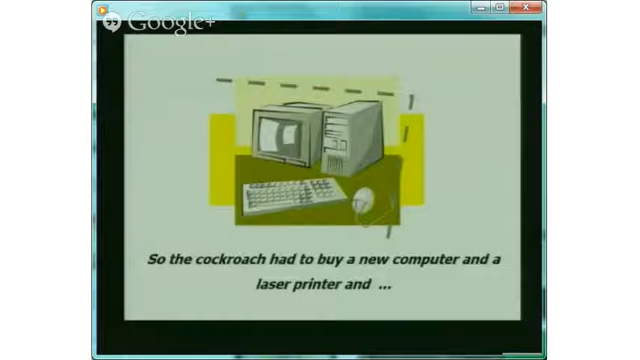 Google+
So the cockroach had to buy a new computer and a
laser printer and ...